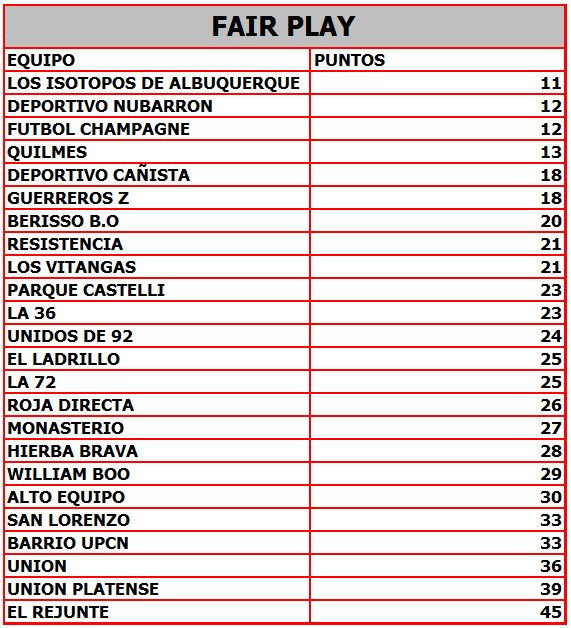 FAIR PLAY
EQUIPO PUNTOS
LOS ISOTOPOS DE ALBUQUERQUE 11
DEPORTIVO NUBARRON 12
FUTBOL CHAMPAGNE 12
QUILMES 13
DEPORTIVO CAÑISTA 18
GUERREROS Z 18
BERISSO B.O 20
RESISTENCIA 21
LOS VITANGAS 21
PARQUE CASTELLI 23
LA 36 23
UNIDOS DE 92 24
EL LADRILLO 25
LA 72 25
ROJA DIRECTA 26
MONASTERIO 27
HIERBA BRAVA 28
WILLIAM BOO 29
ALTO EQUIPO 30
SAN LORENZO 33
BARRIO UPCN 33
UNION 36
UNION PLATENSE 39
EL REJUNTE 45